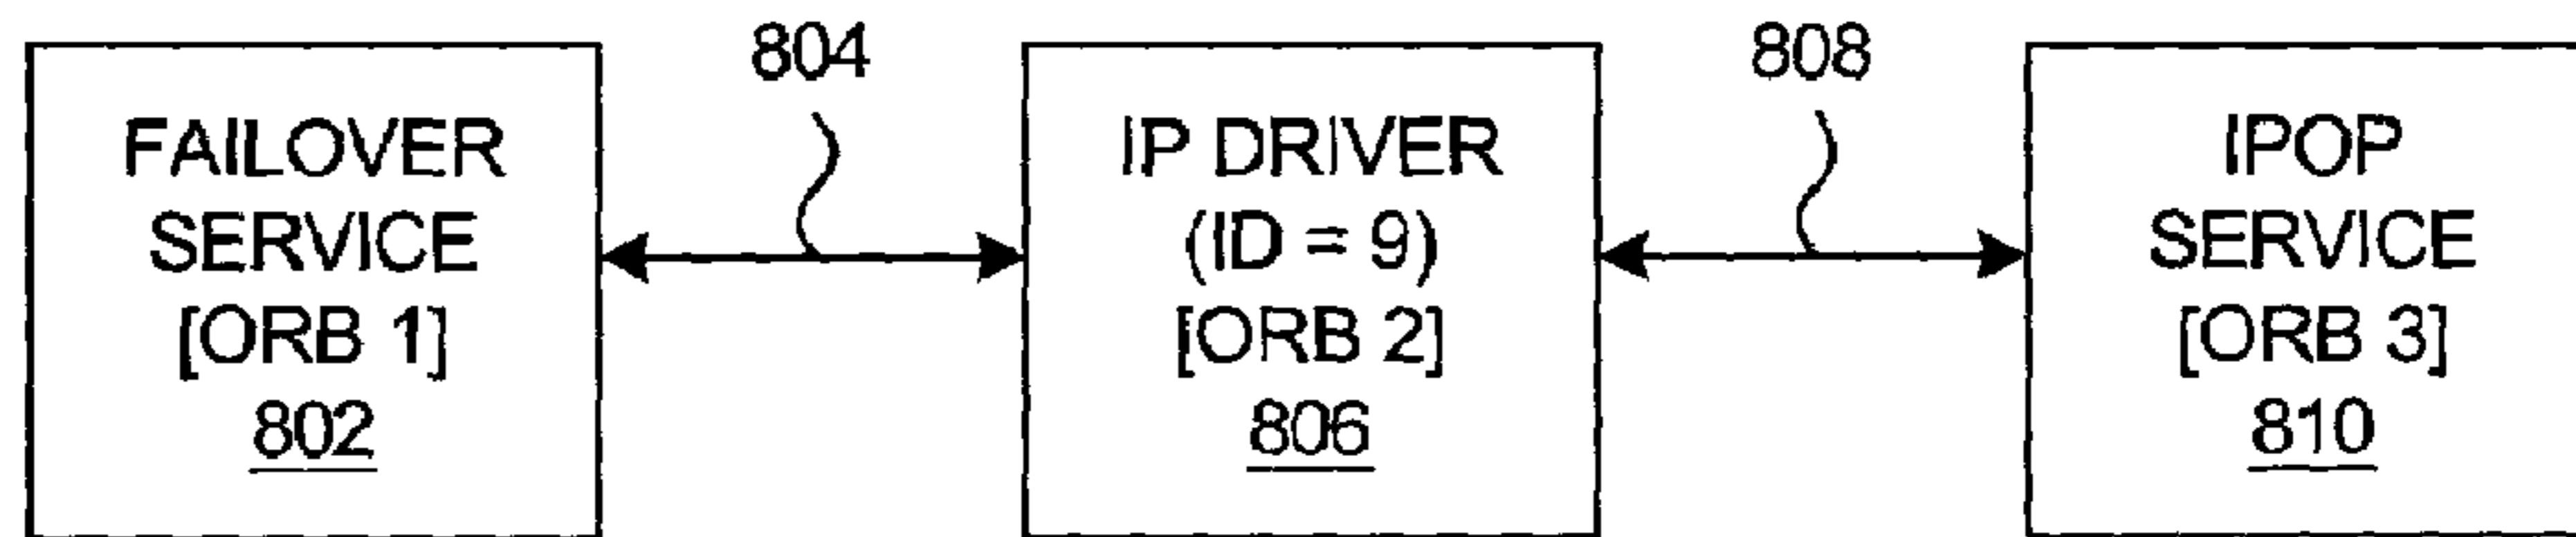 804
808
FAILOVER
SERVICE
[ORB 1]
802
IP DRIVER
(ID = 9)
[ORB 2]
806
IPOP
SERVICE
[ORB 3]
810